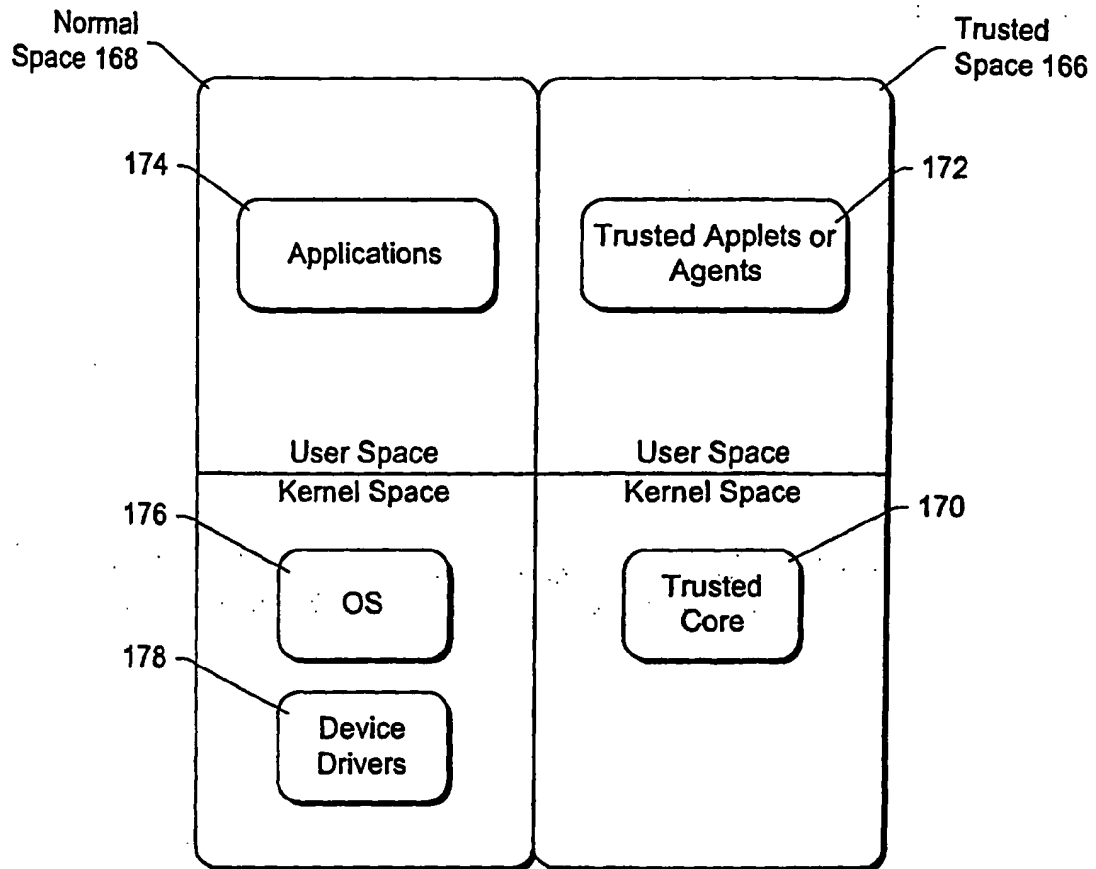 Normal
Space 168
Trusted
Space 166
174
Applications
172
Trusted Applets or
Agents
User Space
User Space
Kernel Space
Kernel Space
176
OS
170
Trusted
Core
178
Device
Drivers